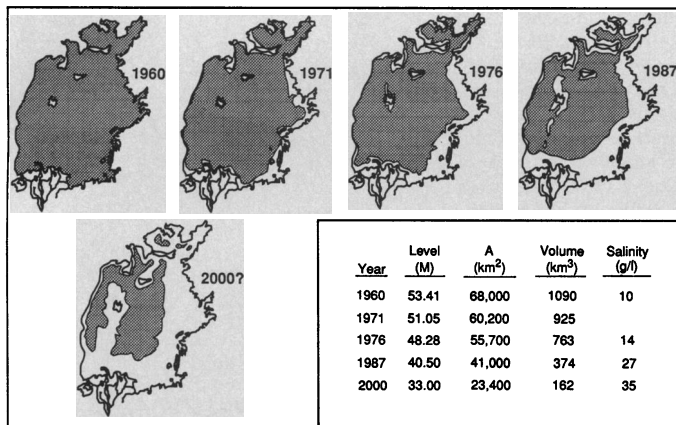 1960
1971
1976
1987
2000?
Level A Volume Salinity
Year (M) (km²) (km³) (g/l)
1960 53.41 68,000 1090 10
1971 51.05 60,200 925
1976 48.28 55,700 763 14
1987 40.50 41,000 374 27
2000 33.00 23,400 162 35